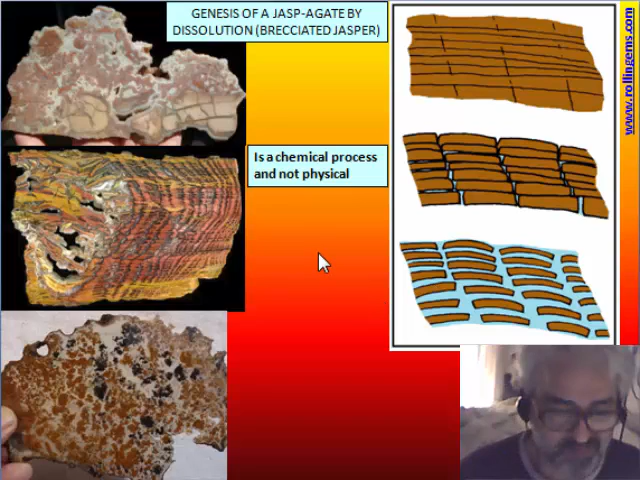 GENESIS OF A JASP-AGATE BY
DISSOLUTION (BRECCIATED JASPER)
Is a chemical process
and not physical
www.rollingems.com